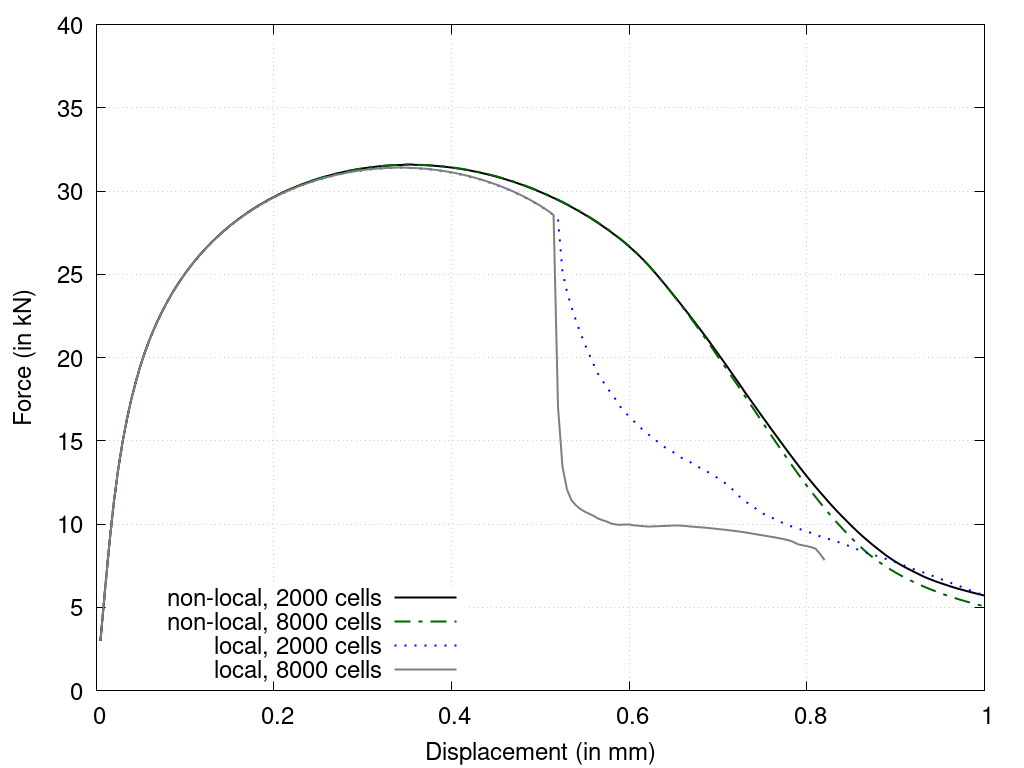 40
35
30
25
20
15
10
5
0
Force (in kN)
non-local, 2000 cells
non-local, 8000 cells
local, 2000 cells
local, 8000 cells
0 0.2 0.4 0.6 0.8 1
Displacement (in mm)